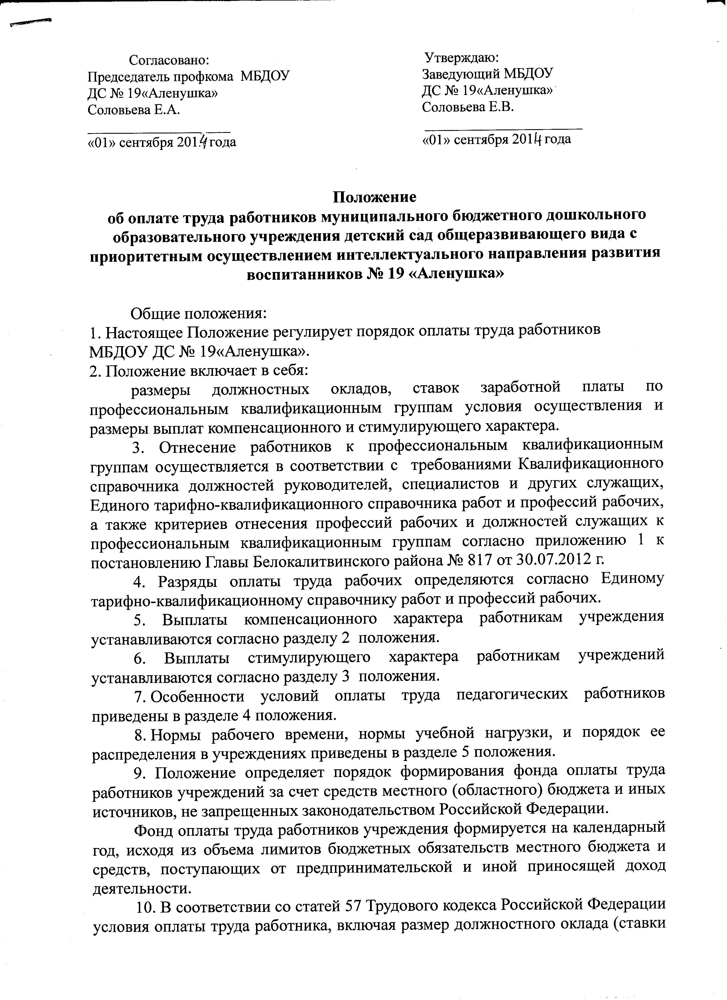 Согласовано:
Председатель профкома МБДОУ
ДС № 19«Аленушка»
Соловьева Е.А.
«01» сентября 2014 года
Утверждаю:
Заведующий МБДОУ
ДС № 19«Аленушка»
Соловьева Е.В.
«01» сентября 2014 года
Положение
об оплате труда работников муниципального бюджетного дошкольного
образовательного учреждения детский сад общеразвивающего вида с
приоритетным осуществлением интеллектуального направления развития
воспитанников № 19 «Аленушка»
Общие положения:
1. Настоящее Положение регулирует порядок оплаты труда работников
МБДОУ ДС № 19«Аленушка».
2. Положение включает в себя:
размеры должностных окладов, ставок заработной платы по
профессиональным квалификационным группам условия осуществления и
размеры выплат компенсационного и стимулирующего характера.
3. Отнесение работников к профессиональным квалификационным
группам осуществляется в соответствии с требованиями Квалификационного
справочника должностей руководителей, специалистов и других служащих,
Единого тарифно-квалификационного справочника работ и профессий рабочих,
а также критериев отнесения профессий рабочих и должностей служащих к
профессиональным квалификационным группам согласно приложению 1 к
постановлению Главы Белокалитвинского района № 817 от 30.07.2012 г.
4. Разряды оплаты труда рабочих определяются согласно Единому
тарифно-квалификационному справочнику работ и профессий рабочих.
5. Выплаты компенсационного характера работникам учреждения
устанавливаются согласно разделу 2 положения.
6. Выплаты стимулирующего характера работникам учреждений
устанавливаются согласно разделу 3 положения.
7. Особенности условий оплаты труда педагогических работников
приведены в разделе 4 положения.
8. Нормы рабочего времени, нормы учебной нагрузки, и порядок ее
распределения в учреждениях приведены в разделе 5 положения.
9. Положение определяет порядок формирования фонда оплаты труда
работников учреждений за счет средств местного (областного) бюджета и иных
источников, не запрещенных законодательством Российской Федерации.
Фонд оплаты труда работников учреждения формируется на календарный
год, исходя из объема лимитов бюджетных обязательств местного бюджета и
средств, поступающих от предпринимательской и иной приносящей доход
деятельности.
10. В соответствии со статей 57 Трудового кодекса Российской Федерации
условия оплаты труда работника, включая размер должностного оклада (ставки